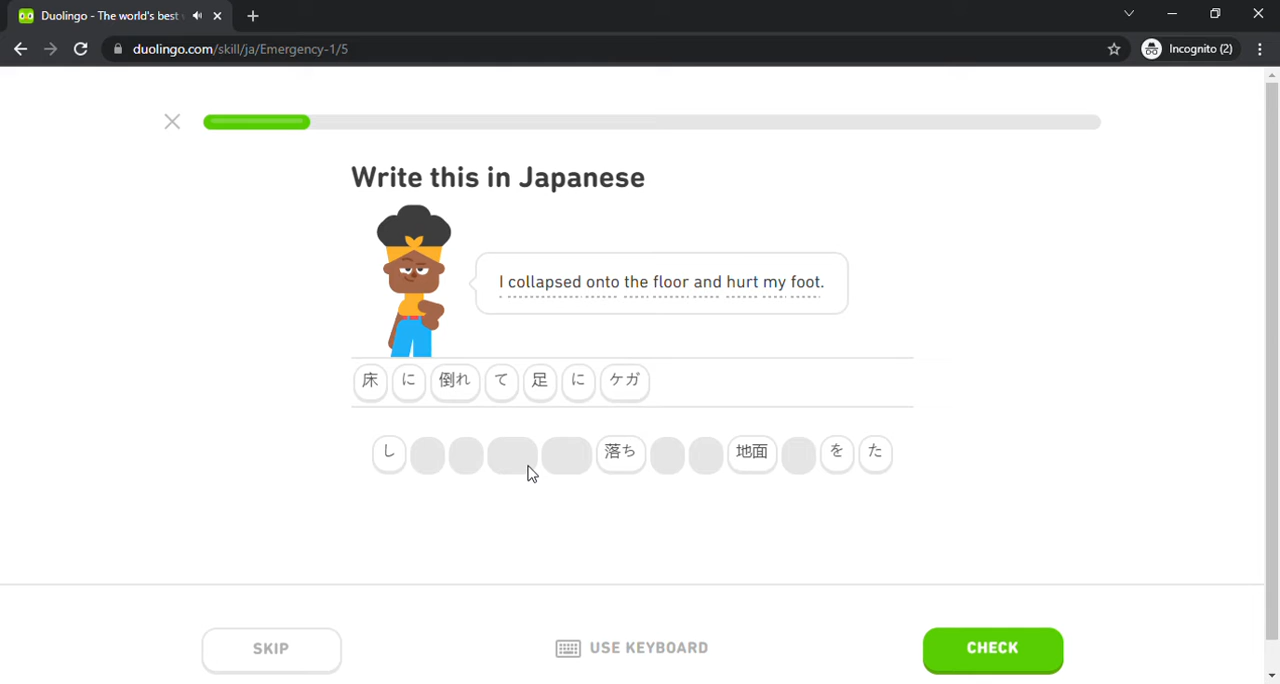 Duolingo - The world's best
duolingo.com/skill/ja/Emergency-1/5
Incognito (2)
Write this in Japanese
I collapsed onto the floor and hurt my foot.
床 に 倒れ て 足 に ケガ
し 落ち 地面 を た
SKIP
USE KEYBOARD
CHECK